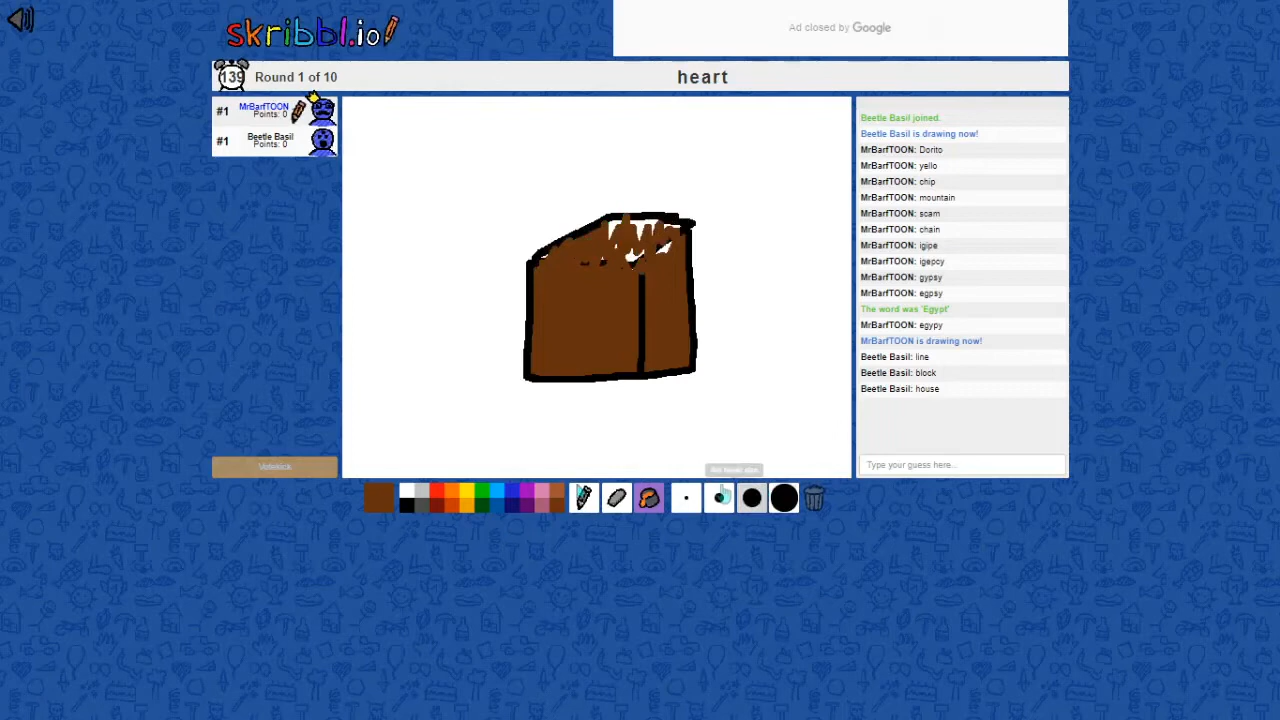 skribbl.io
Ad closed by Google
139
Round 1 of 10
heart
#1
MrBarfTOON
Points: 0
#1
Beetle Basil
Points: 0
Votekick
Beetle Basil joined.
Beetle Basil is drawing now!
MrBarfTOON: Dorito
MrBarfTOON: yello
MrBarfTOON: chip
MrBarfTOON: mountain
MrBarfTOON: scam
MrBarfTOON: chain
MrBarfTOON: igipe
MrBarfTOON: igepcy
MrBarfTOON: gypsy
MrBarfTOON: egpsy
The word was 'Egypt'
MrBarfTOON: egypy
MrBarfTOON is drawing now!
Beetle Basil: line
Beetle Basil: block
Beetle Basil: house
Type your guess here...